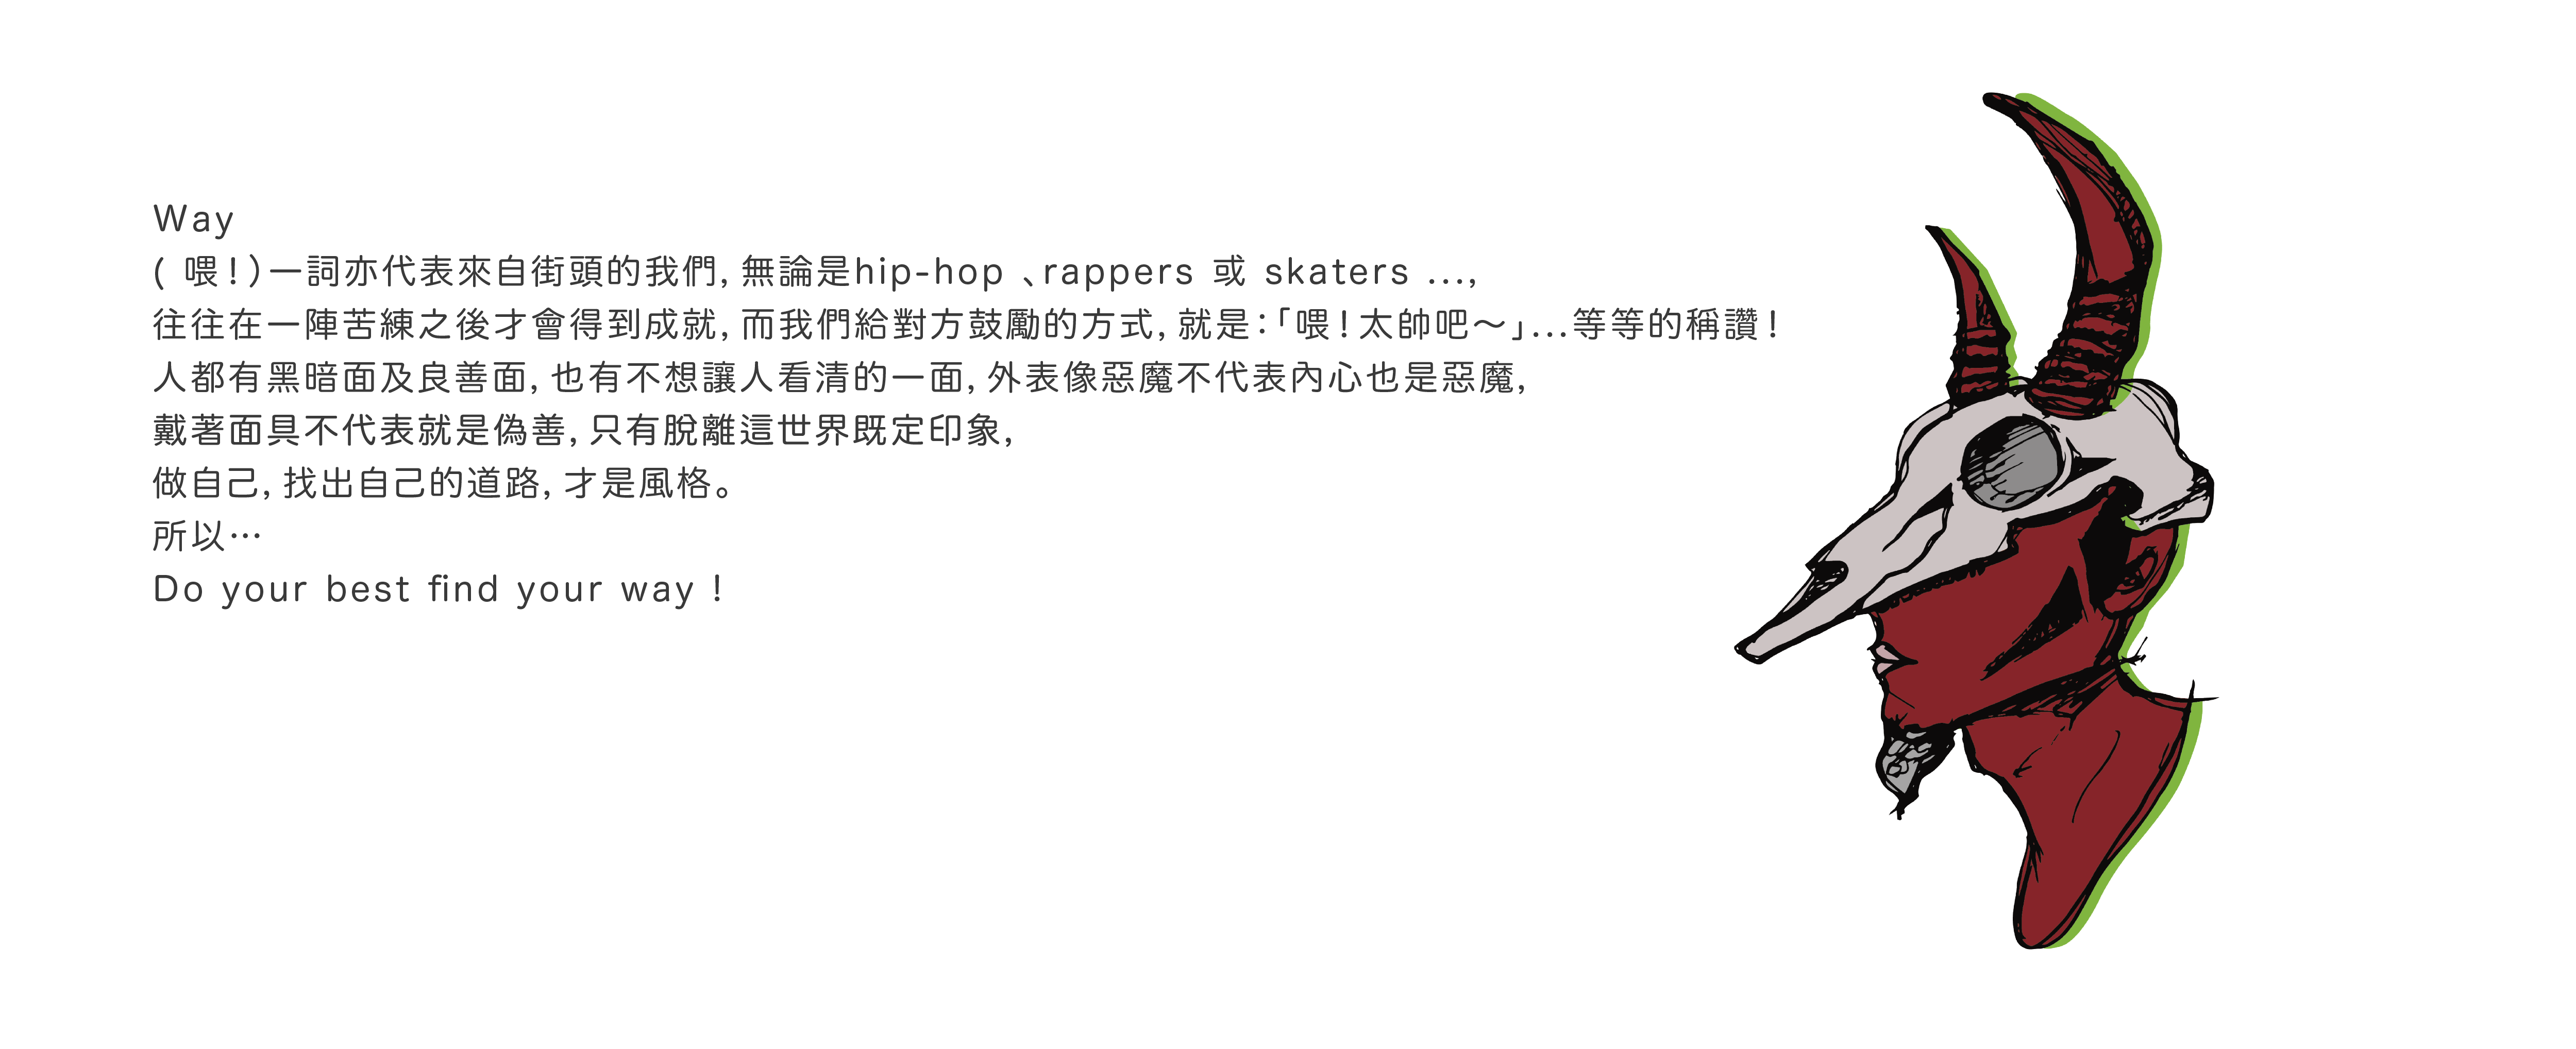 Way
( 喂!)一詞亦代表來自街頭的我們, 無論是hip-hop 、rappers 或 skaters ...,
往往在一陣苦練之後才會得到成就, 而我們給對方鼓勵的方式, 就是:「喂!太帥吧~」...等等的稱讚!
人都有黑暗面及良善面, 也有不想讓人看清的一面, 外表像惡魔不代表內心也是惡魔,
戴著面具不代表就是偽善, 只有脫離這世界既定印象,
做自己, 找出自己的道路, 才是風格。
所以…
Do your best find your way !